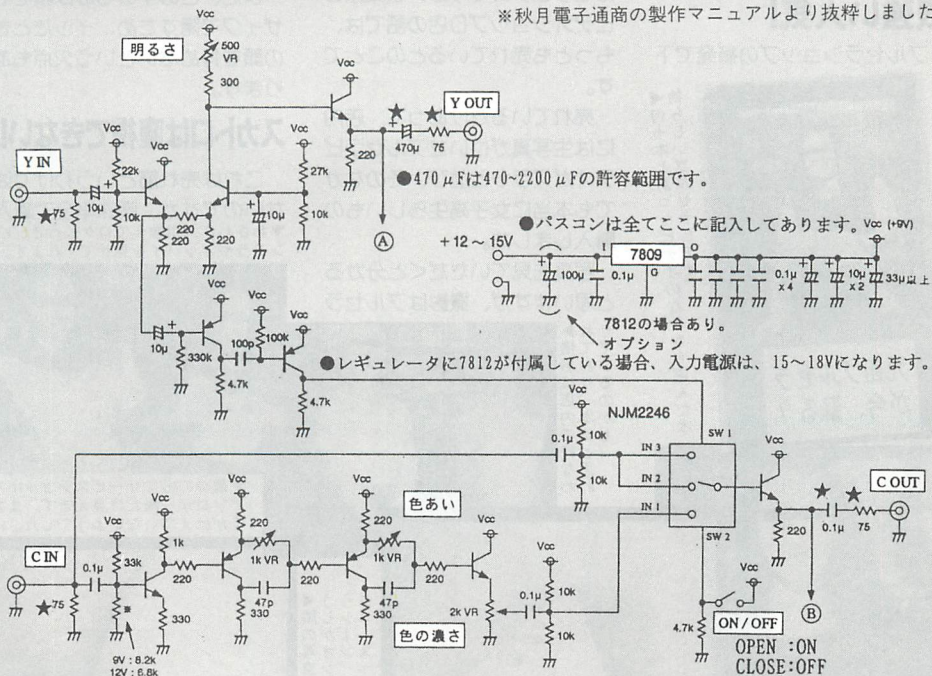 ※秋月電子通商の製作マニュアルより抜粋しました
明るさ
Vcc
500
VR
300
Vcc
Y OUT
★
★
+
470μ
75
220
●470μFは470~2200μFの許容範囲です。
Ⓐ
Y IN
Vcc
22k
Vcc
Vcc
Vcc
27k
★75
10μ
+
10k
220
220
220
+
10μ
10k
●パスコンは全てここに記入してあります。
Vcc (+9V)
+12~15V
+
100μ
0.1μ
I
7809
O
G
0.1μ
x 4
+
10μ
x 2
+
33μ以上
7812の場合あり。
オプション
●レギュレータに7812が付属している場合、入力電源は、15~18Vになります。
+
10μ
330k
Vcc
4.7k
100p
100k
Vcc
4.7k
NJM2246
0.1μ
10k
10k
SW 1
IN 3
IN 2
IN 1
SW 2
Vcc
220
★
★
0.1μ
75
C OUT
Ⓑ
C IN
★75
0.1μ
Vcc
33k
※
9V : 8.2k
12V : 6.8k
Vcc
1k
330
220
Vcc
220
1k VR
47p
330
220
色あい
Vcc
220
1k VR
47p
330
220
Vcc
2k VR
色の濃さ
0.1μ
10k
10k
Vcc
ON / OFF
4.7k
OPEN :ON
CLOSE:OFF